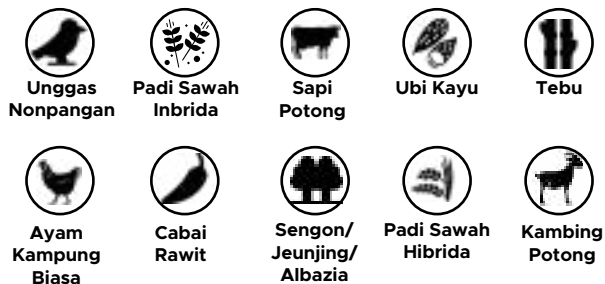 Unggas
Nonpangan
Padi Sawah
Inbrida
Sapi
Potong
Ubi Kayu
Tebu
Ayam
Kampung
Biasa
Cabai
Rawit
Sengon/
Jeunjing/
Albazia
Padi Sawah
Hibrida
Kambing
Potong